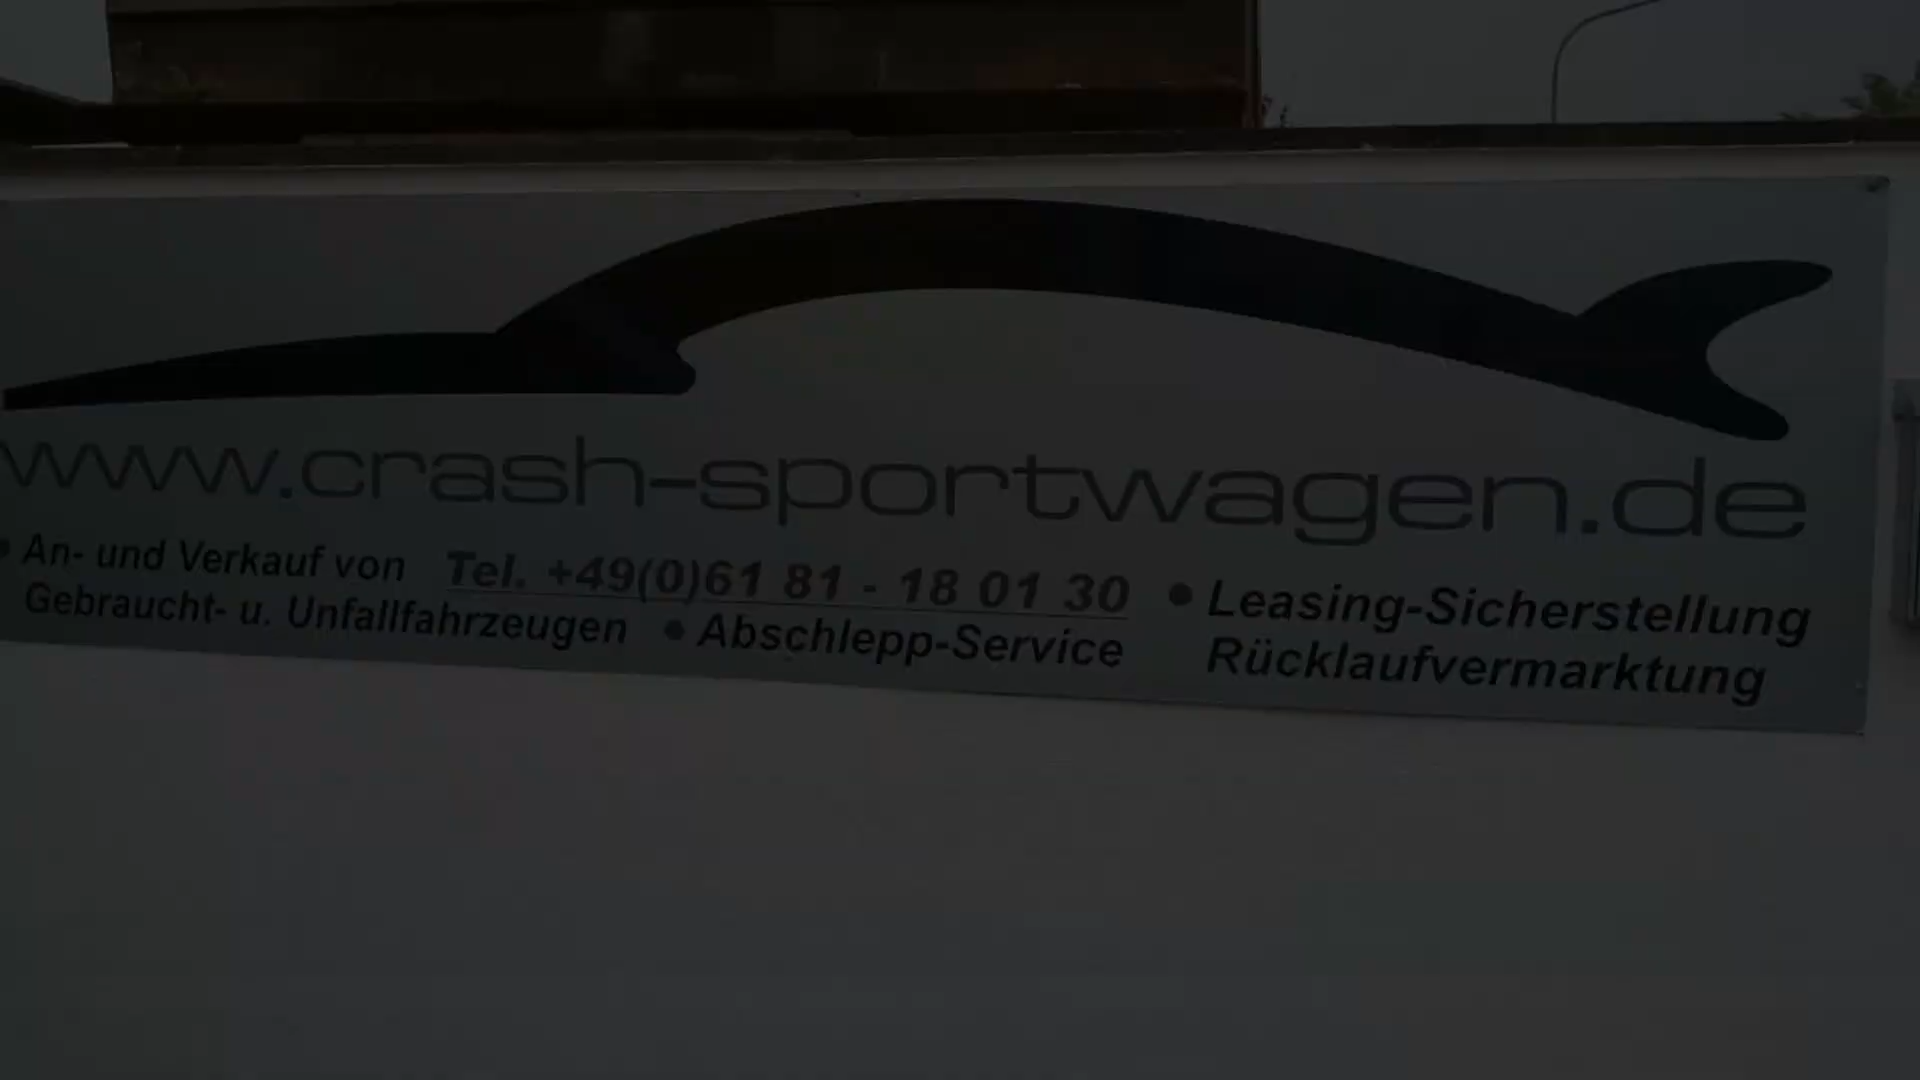 www.crash-sportwagen.de
• An- und Verkauf von
Gebraucht- u. Unfallfahrzeugen
Tel. +49(0)61 81 - 18 01 30
• Abschlepp-Service
• Leasing-Sicherstellung
Rücklaufvermarktung